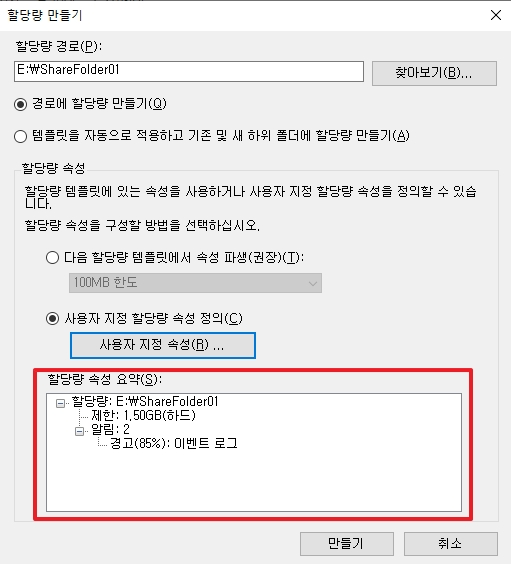 할당량 만들기
할당량 경로(P):
E:₩ShareFolder01
찾아보기(B)...
경로에 할당량 만들기(Q)
템플릿을 자동으로 적용하고 기존 및 새 하위 폴더에 할당량 만들기(A)
할당량 속성
할당량 템플릿에 있는 속성을 사용하거나 사용자 지정 할당량 속성을 정의할 수 있습
니다.
할당량 속성을 구성할 방법을 선택하십시오.
다음 할당량 템플릿에서 속성 파생(권장)(T):
100MB 한도
사용자 지정 할당량 속성 정의(C)
사용자 지정 속성(R) ...
할당량 속성 요약(S):
할당량: E:₩ShareFolder01
제한: 1,50GB(하드)
알림: 2
경고(85%): 이벤트 로그
만들기
취소